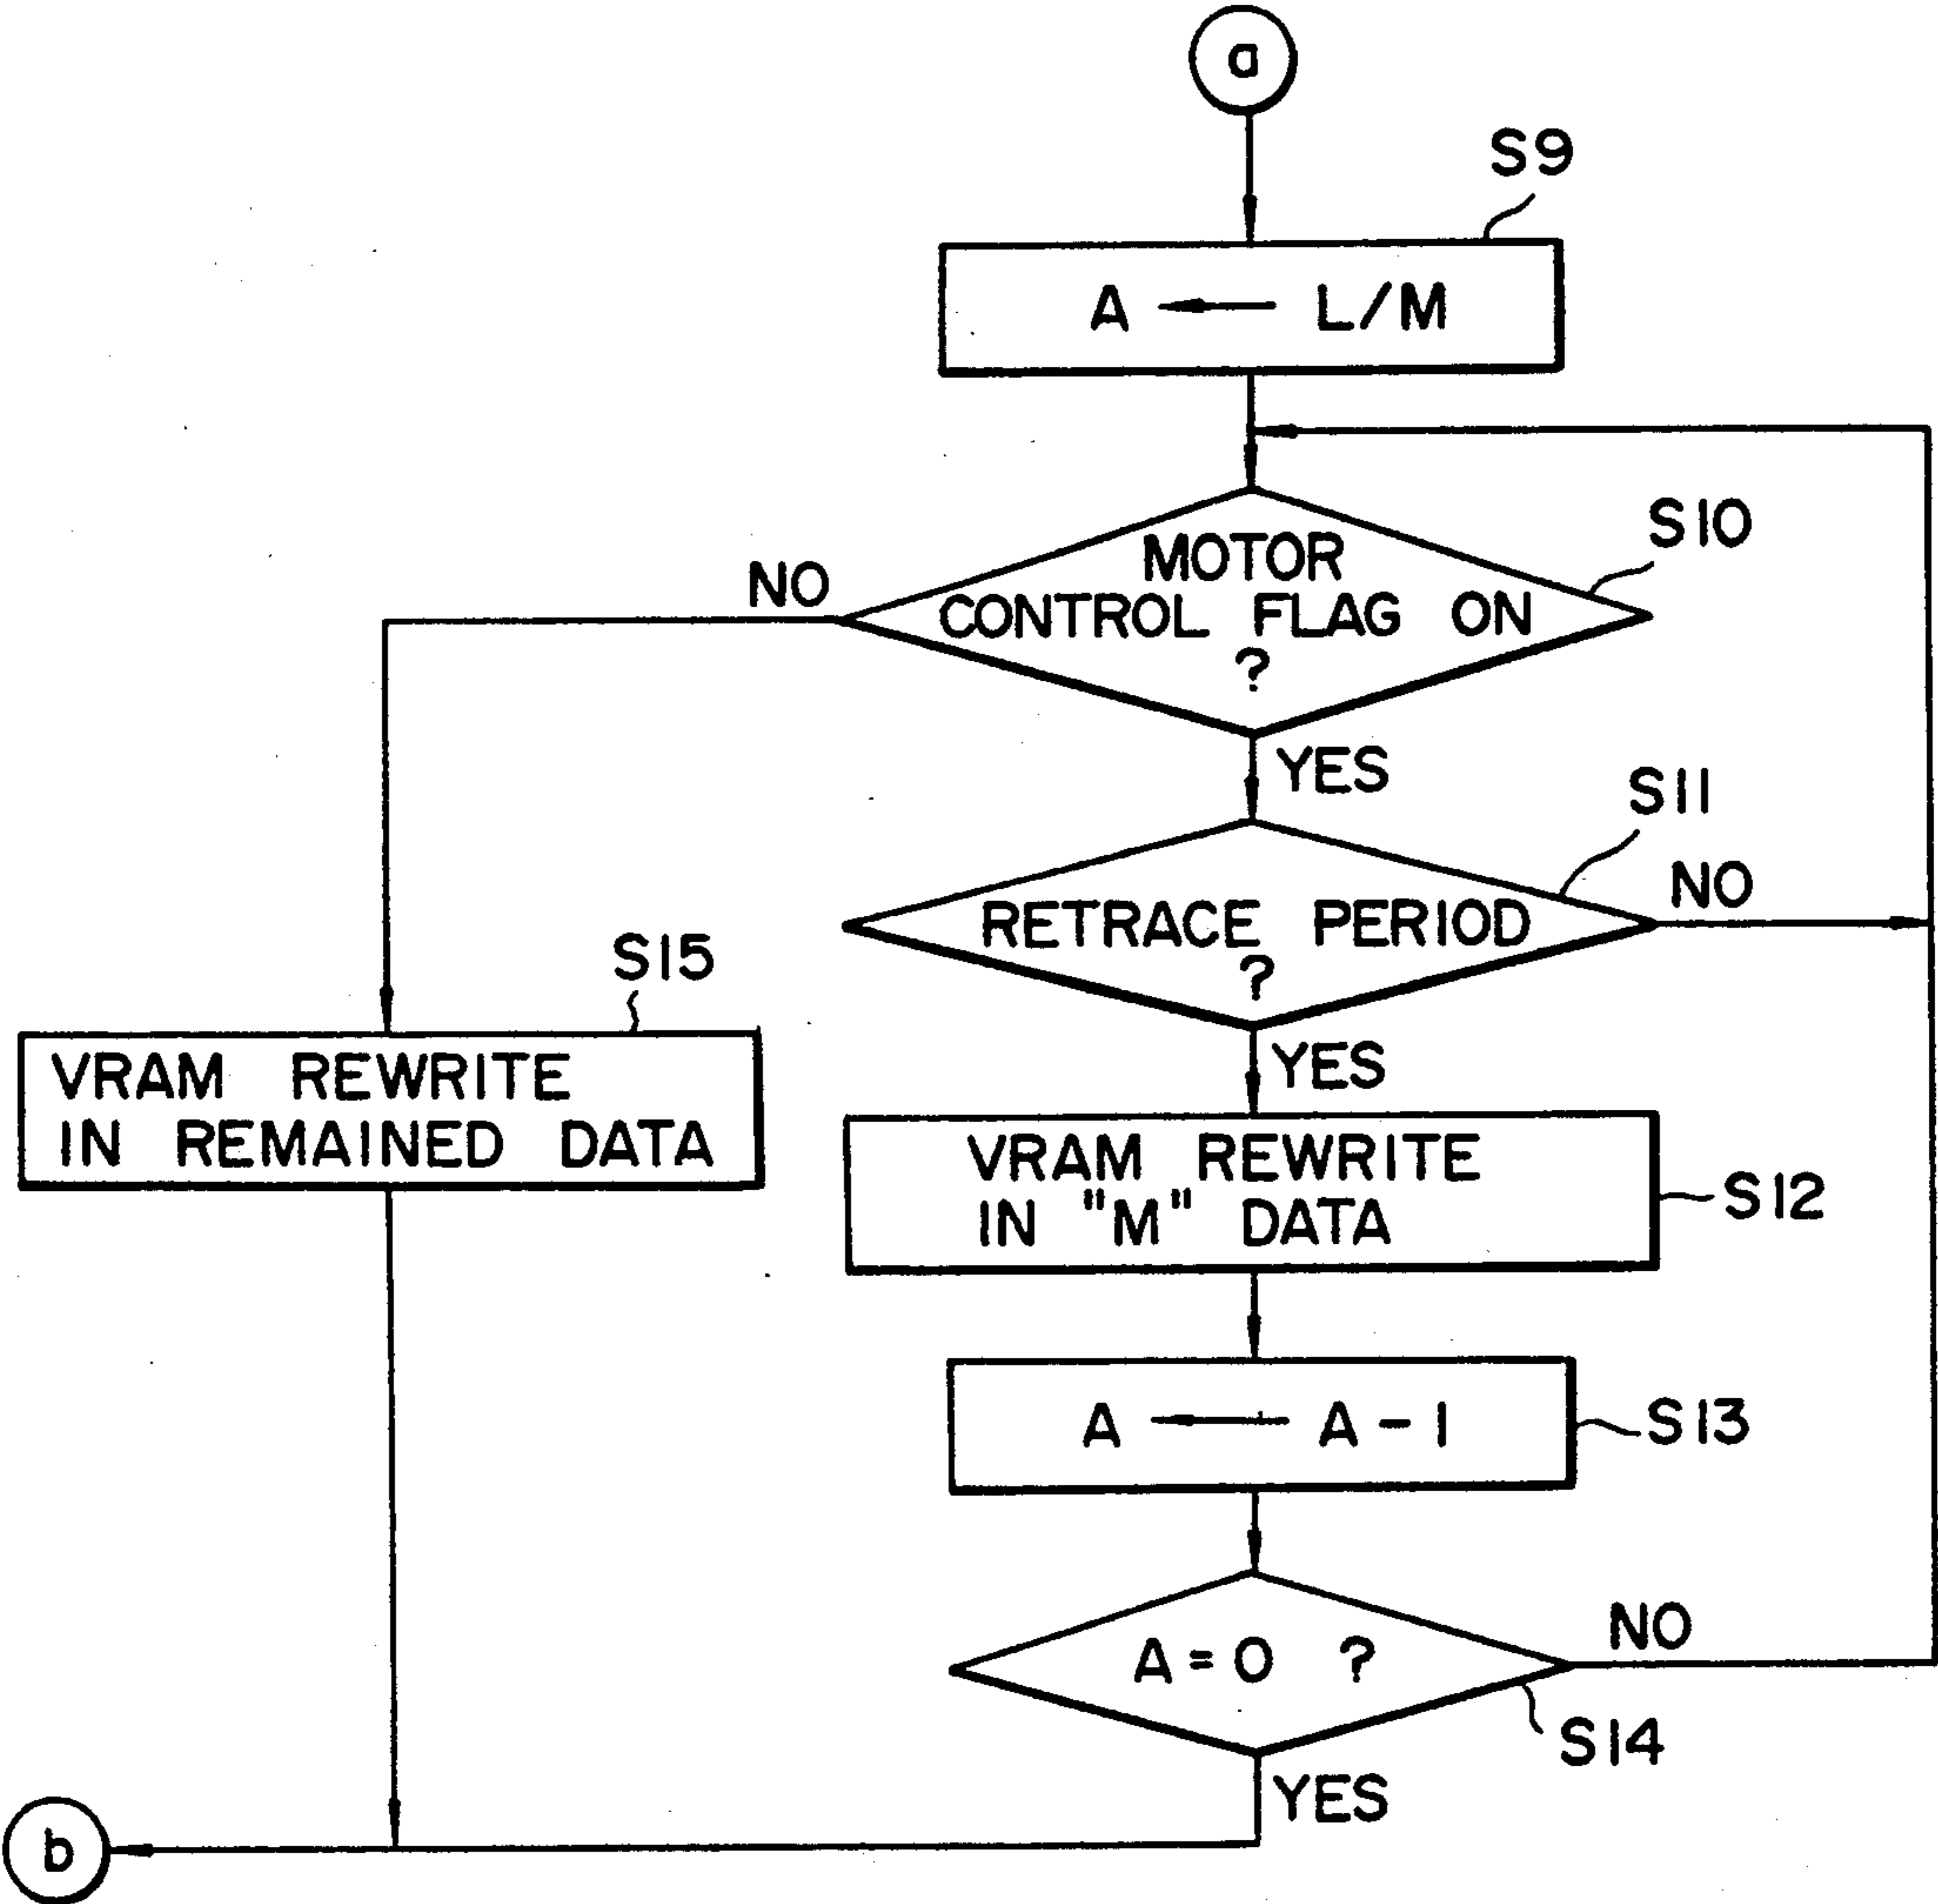 a
S9
A ← L/M
S10
NO
MOTOR
CONTROL FLAG ON
?
YES
S11
NO
RETRACE PERIOD
?
S15
YES
VRAM REWRITE
IN REMAINED DATA
VRAM REWRITE
IN "M" DATA
S12
A ← A - 1
S13
A = 0 ?
NO
S14
YES
b